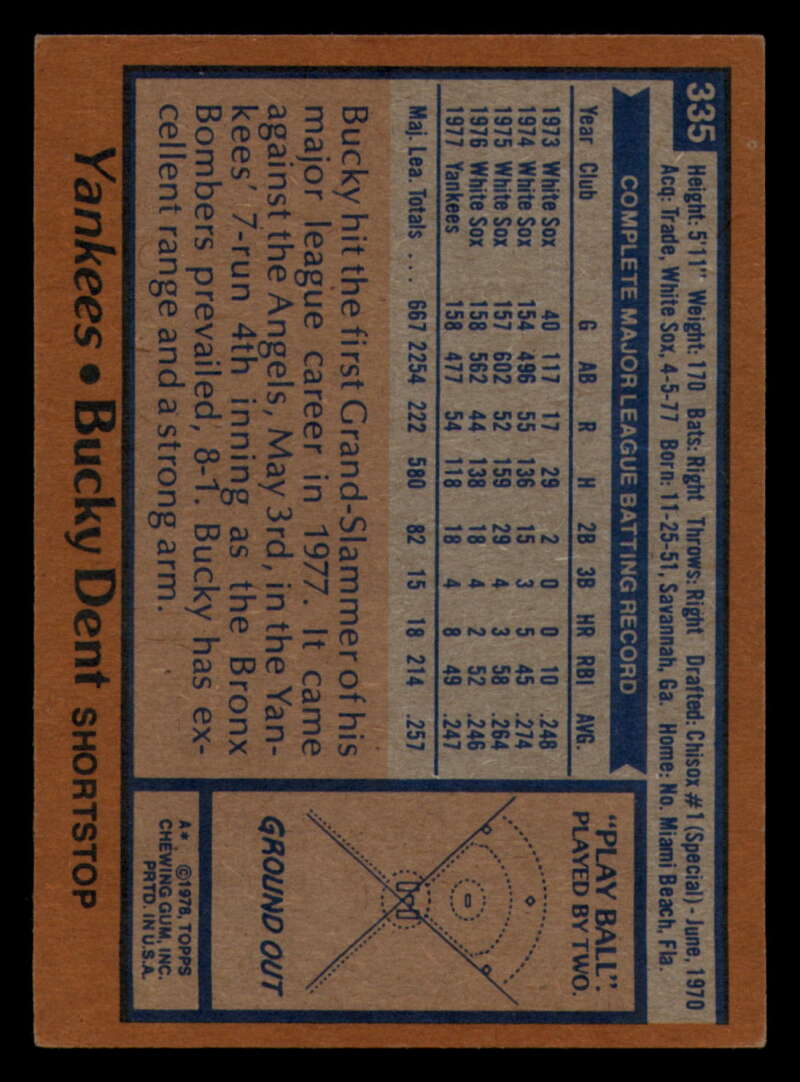 335
Height: 5'11" Weight: 170 Bats: Right Throws: Right Drafted: Chisox #1 (Special) - June, 1970
Acq: Trade, White Sox, 4-5-77 Born: 11-25-51, Savannah, Ga. Home: No. Miami Beach, Fla.
COMPLETE MAJOR LEAGUE BATTING RECORD
Year Club G AB R H 2B 3B HR RBI AVG.
1973 White Sox 40 117 17 29 2 0 0 10 .248
1974 White Sox 154 496 55 136 15 3 5 45 .274
1975 White Sox 157 602 52 159 29 4 3 58 .264
1976 White Sox 158 562 44 138 18 4 2 52 .246
1977 Yankees 158 477 54 118 18 4 8 49 .247
Maj. Lea. Totals .... 667 2254 222 580 82 15 18 214 .257
Bucky hit the first Grand-Slammer of his
major league career in 1977. It came
against the Angels, May 3rd, in the Yan-
kees' 7-run 4th inning as the Bronx
Bombers prevailed, 8-1. Bucky has ex-
cellent range and a strong arm.
"PLAY BALL".
PLAYED BY TWO.
GROUND OUT
A* ©1978, TOPPS
CHEWING GUM, INC.
PRTD. IN U.S.A.
Yankees • Bucky Dent SHORTSTOP